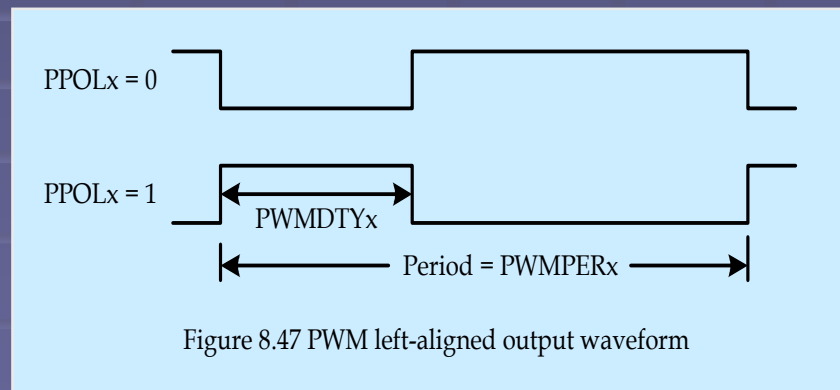 PPOLx = 0
PPOLx = 1
PWMDTYx
Period = PWMPERx
Figure 8.47 PWM left-aligned output waveform